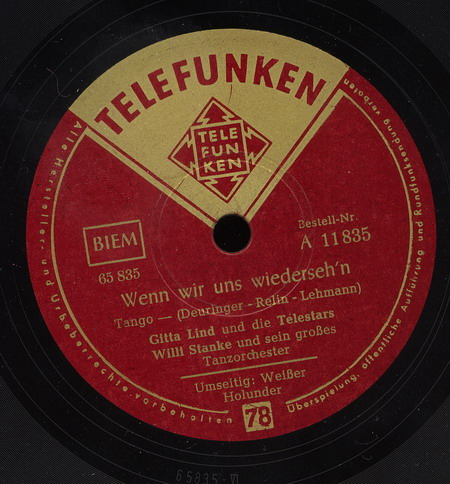 TELEFUNKEN
TELE
FUN
KEN
Bestell-Nr.
A 11835
BIEM
65 835
Wenn wir uns wiederseh'n
Tango — (Deuringer - Relin - Lehmann)
Gitta Lind und die Telestars
Willi Stanke und sein großes
Tanzorchester
Umseitig: Weißer
Holunder
78
Alle Hersteller- und Urheberrechte vorbehalten
Überspielung, öffentliche Aufführung und Rundfunksendung verboten